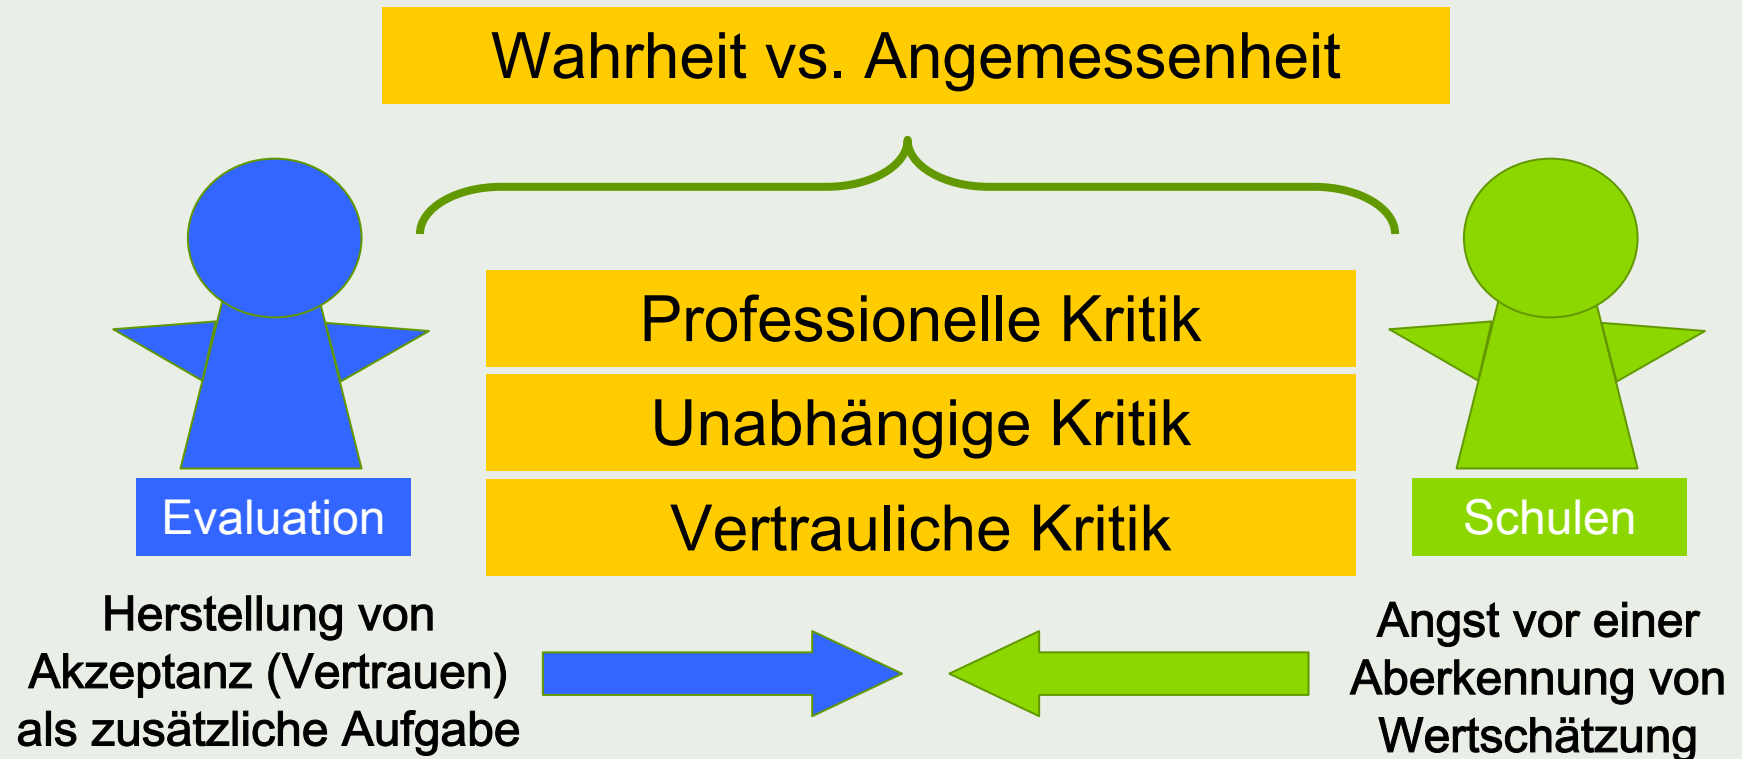 Wahrheit vs. Angemessenheit
Professionelle Kritik
Unabhängige Kritik
Vertrauliche Kritik
Evaluation
Schulen
Herstellung von
Akzeptanz (Vertrauen)
als zusätzliche Aufgabe
Angst vor einer
Aberkennung von
Wertschätzung